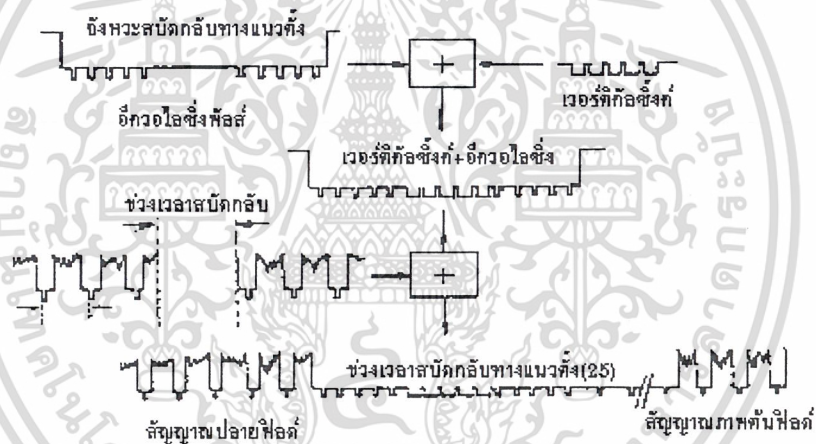 จังหวะสบัดกลับทางแนวตั้ง
+
เวอร์ติกัลซิ้งก์
อีควอไลซิ่งพัลส์
เวอร์ติกัลซิ้งก์+อีควอไลซิ่ง
ช่วงเวลาสบัดกลับ
+
ช่วงเวลาสบัดกลับทางแนวตั้ง(25)
สัญญาณปลายฟิลด์
สัญญาณภาพต้นฟิลด์